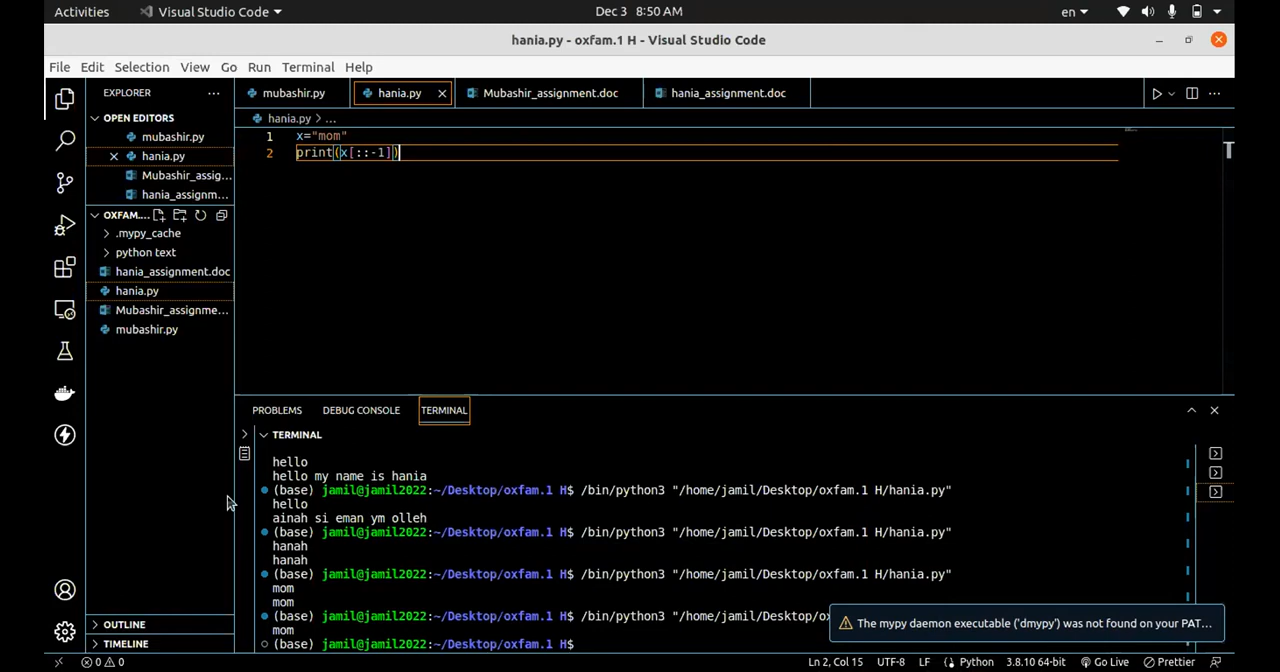 Activities Visual Studio Code Dec 3 8:50 AM en
hania.py - oxfam.1 H - Visual Studio Code
File Edit Selection View Go Run Terminal Help
EXPLORER ... mubashir.py hania.py Mubashir_assignment.doc hania_assignment.doc ...
OPEN EDITORS hania.py > ...
mubashir.py
hania.py
Mubashir_assig...
hania_assignm...
1 x="mom"
2 print(x[::-1])
OXFAM....
.mypy_cache
python text
hania_assignment.doc
hania.py
Mubashir_assignme...
mubashir.py
PROBLEMS DEBUG CONSOLE TERMINAL
TERMINAL
hello
hello my name is hania
(base) jamil@jamil2022:~/Desktop/oxfam.1 H$ /bin/python3 "/home/jamil/Desktop/oxfam.1 H/hania.py"
hello
ainah si eman ym olleh
(base) jamil@jamil2022:~/Desktop/oxfam.1 H$ /bin/python3 "/home/jamil/Desktop/oxfam.1 H/hania.py"
hanah
hanah
(base) jamil@jamil2022:~/Desktop/oxfam.1 H$ /bin/python3 "/home/jamil/Desktop/oxfam.1 H/hania.py"
mom
mom
(base) jamil@jamil2022:~/Desktop/oxfam.1 H$ /bin/python3 "/home/jamil/Desktop/ox
mom
(base) jamil@jamil2022:~/Desktop/oxfam.1 H$
The mypy daemon executable ('dmypy') was not found on your PAT...
OUTLINE
TIMELINE
0 0 Ln 2, Col 15 UTF-8 LF Python 3.8.10 64-bit Go Live Prettier